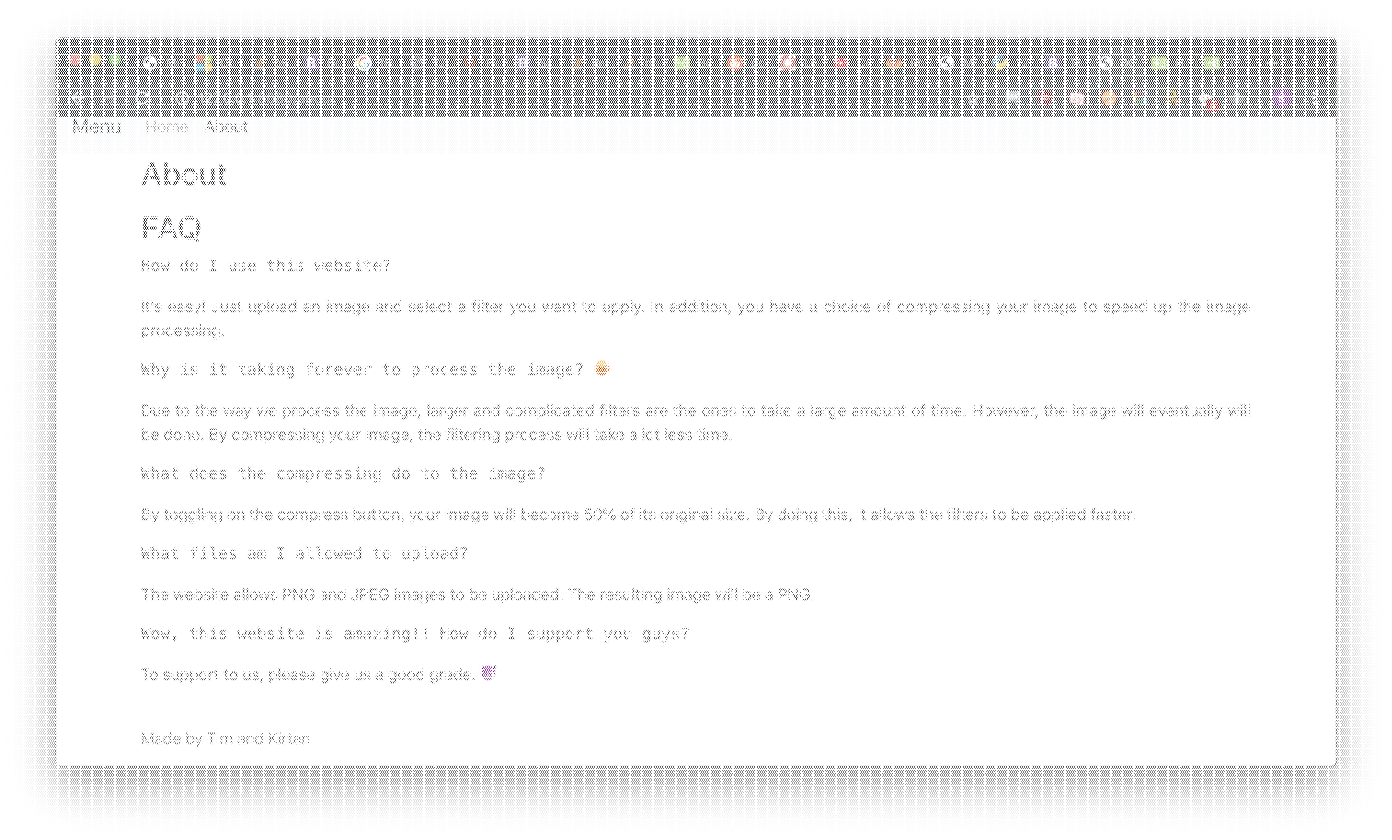 Menu Home About
About
FAQ
How do I use this website?
It's easy! Just upload an image and select a filter you want to apply. In addition, you have a choice of compressing your image to speed up the image
processing.
Why is it taking forever to process the image?
Due to the way we process the image, larger and complicated filters are the ones to take a large amount of time. However, the image will eventually will
be done. By compressing your image, the filtering process will take a lot less time.
What does the compressing do to the image?
By toggling on the compress button, your image will become 50% of its original size. By doing this, it allows the filters to be applied faster.
What files am I allowed to upload?
The website allows PNG and JPEG images to be uploaded. The resulting image will be a PNG.
Wow, this website is amazing!! How do I support you guys?
To support to us, please give us a good grade.
Made by Tim and